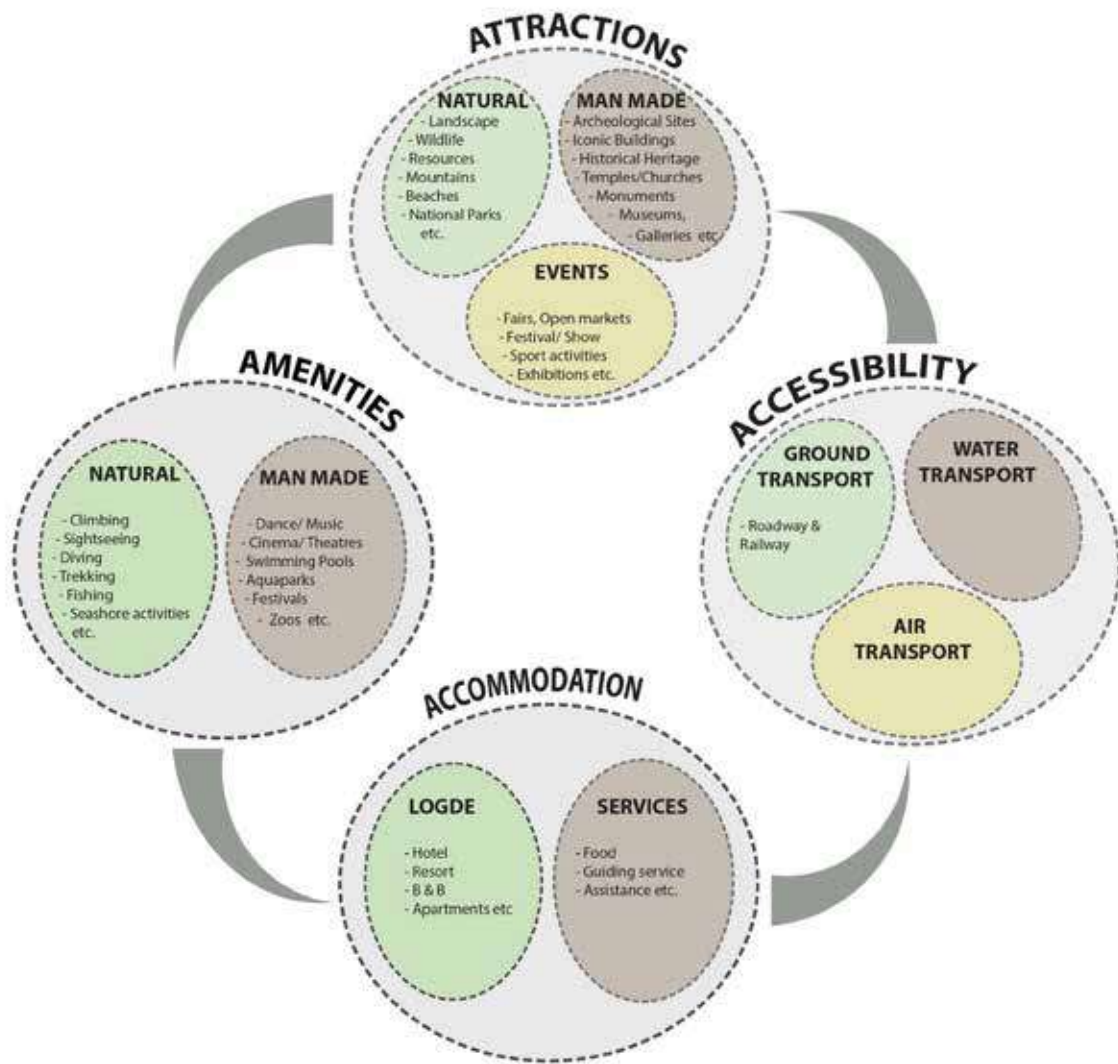 ATTRACTIONS
NATURAL
- Landscape
- Wildlife
- Resources
- Mountains
- Beaches
- National Parks
etc.
MAN MADE
- Archeological Sites
- Iconic Buildings
- Historical Heritage
- Temples/Churches
- Monuments
- Museums,
- Galleries etc
EVENTS
- Fairs, Open markets
- Festival/ Show
- Sport activities
- Exhibitions etc.
AMENITIES
NATURAL
- Climbing
- Sightseeing
- Diving
- Trekking
- Fishing
- Seashore activities
etc.
MAN MADE
- Dance/ Music
- Cinema/ Theatres
- Swimming Pools
- Aquaparks
- Festivals
- Zoos etc.
ACCESSIBILITY
GROUND
TRANSPORT
- Roadway &
Railway
WATER
TRANSPORT
AIR
TRANSPORT
ACCOMMODATION
LOGDE
- Hotel
- Resort
- B & B
- Apartments etc
SERVICES
- Food
- Guiding service
- Assistance etc.